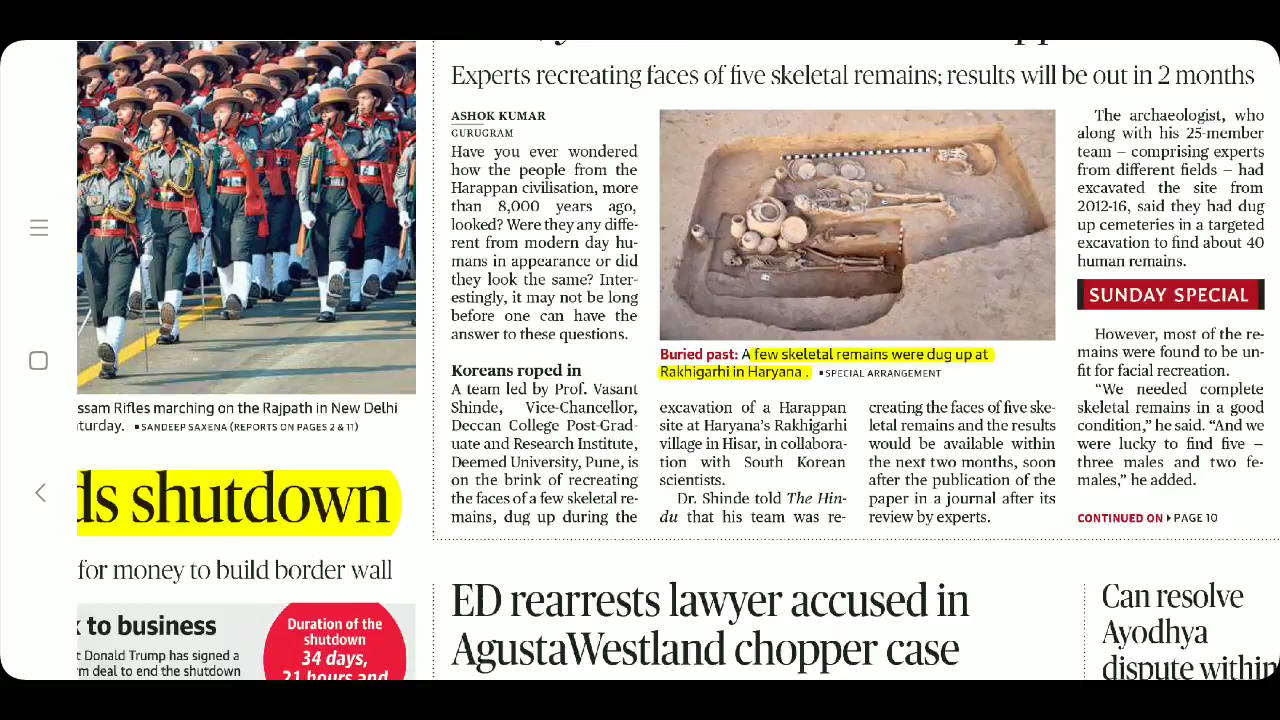 Experts recreating faces of five skeletal remains; results will be out in 2 months
ASHOK KUMAR
GURUGRAM
Have you ever wondered
how the people from the
Harappan civilisation, more
than 8,000 years ago,
looked? Were they any diffe-
rent from modern day hu-
mans in appearance or did
they look the same? Inter-
estingly, it may not be long
before one can have the
answer to these questions.
Koreans roped in
A team led by Prof. Vasant
Shinde, Vice-Chancellor,
Deccan College Post-Grad-
uate and Research Institute,
Deemed University, Pune, is
on the brink of recreating
the faces of a few skeletal re-
mains, dug up during the
Buried past: A few skeletal remains were dug up at
Rakhigarhi in Haryana . ▪ SPECIAL ARRANGEMENT
excavation of a Harappan
site at Haryana's Rakhigarhi
village in Hisar, in collabora-
tion with South Korean
scientists.
Dr. Shinde told The Hin-
du that his team was re-
creating the faces of five ske-
letal remains and the results
would be available within
the next two months, soon
after the publication of the
paper in a journal after its
review by experts.
The archaeologist, who
along with his 25-member
team – comprising experts
from different fields – had
excavated the site from
2012-16, said they had dug
up cemeteries in a targeted
excavation to find about 40
human remains.
SUNDAY SPECIAL
However, most of the re-
mains were found to be un-
fit for facial recreation.
“We needed complete
skeletal remains in a good
condition,” he said. “And we
were lucky to find five –
three males and two fe-
males,” he added.
CONTINUED ON ▸ PAGE 10
ssam Rifles marching on the Rajpath in New Delhi
turday. ▪ SANDEEP SAXENA (REPORTS ON PAGES 2 & 11)
ds shutdown
for money to build border wall
k to business
t Donald Trump has signed a
rm deal to end the shutdown
Duration of the
shutdown
34 days,
21 hours and
ED rearrests lawyer accused in
AgustaWestland chopper case
Can resolve
Ayodhya
dispute within